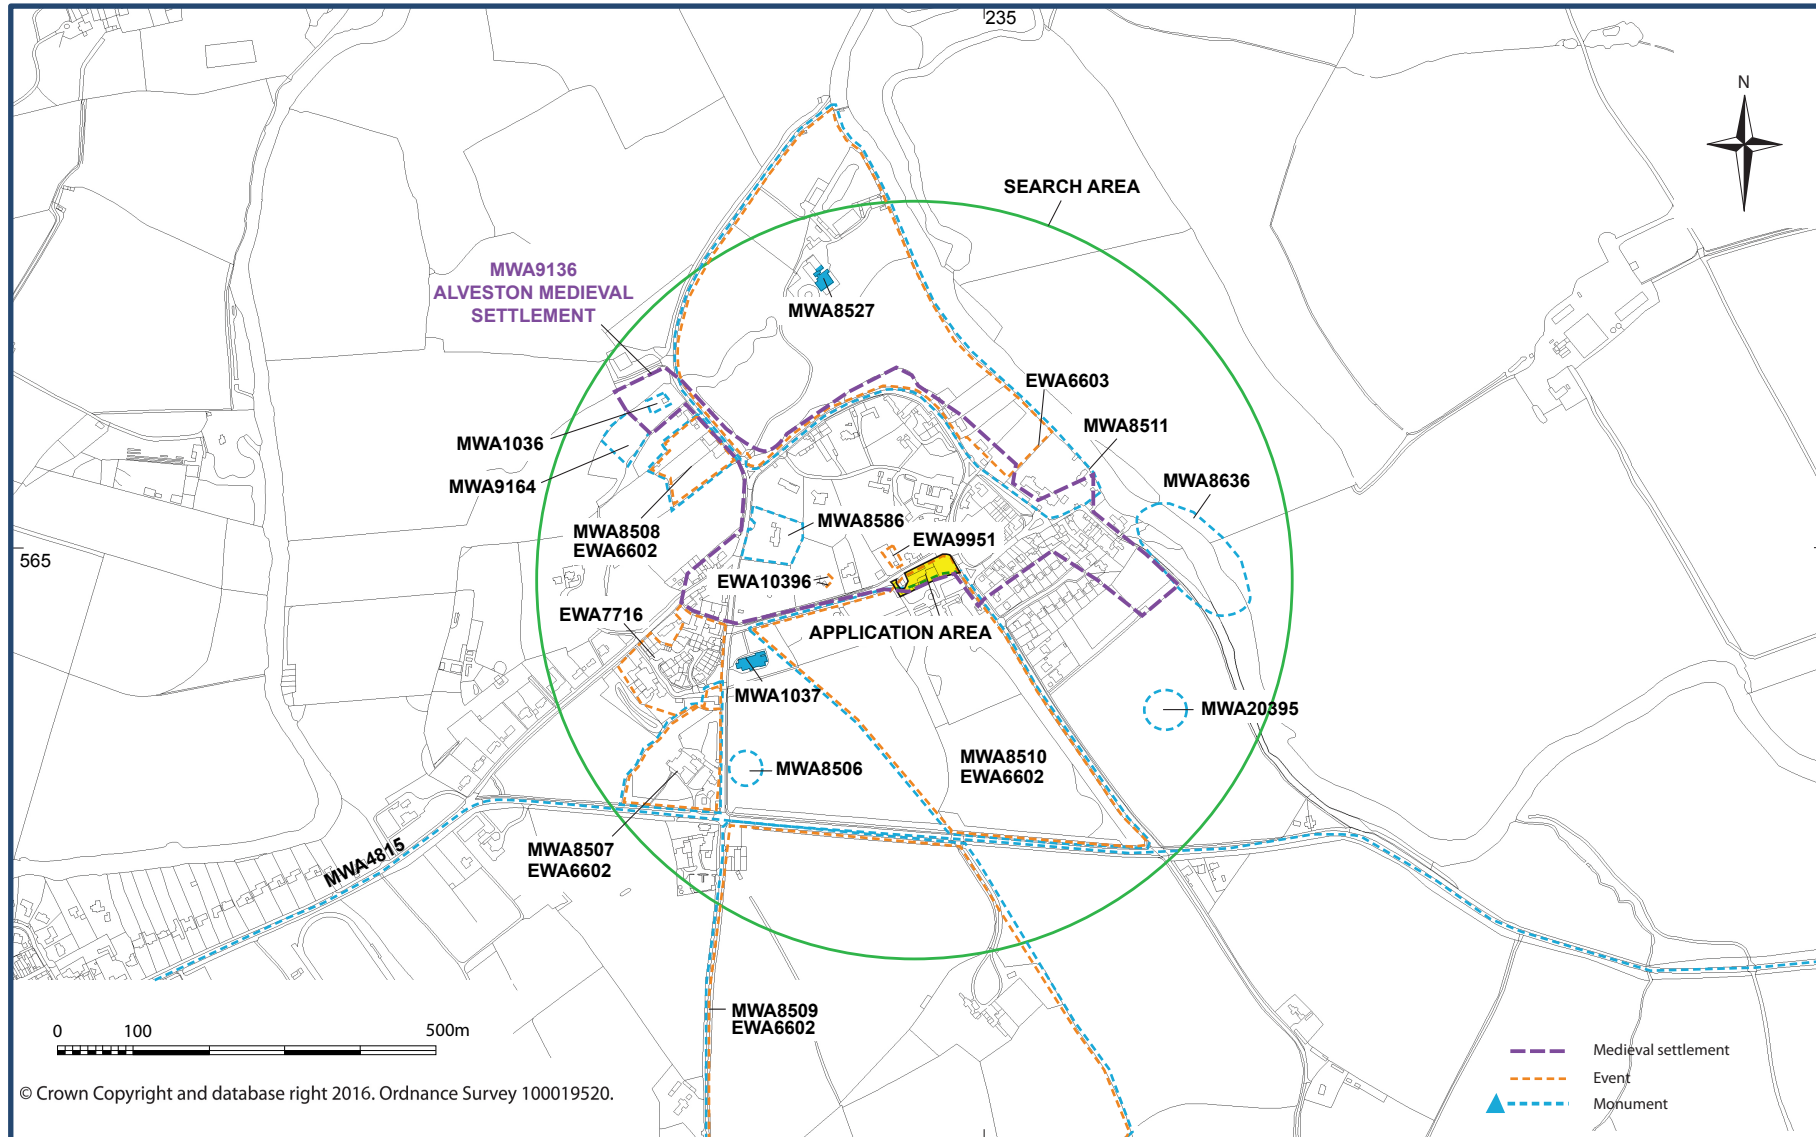 235
N
SEARCH AREA
MWA9136
ALVESTON MEDIEVAL
SETTLEMENT
MWA8527
EWA6603
MWA8511
MWA1036
MWA8636
MWA9164
MWA8586
MWA8508
EWA6602
EWA9951
565
EWA10396
EWA7716
APPLICATION AREA
MWA1037
MWA20395
MWA8510
EWA6602
MWA8506
MWA8507
EWA6602
MWA4815
MWA8509
EWA6602
0 100 500m
Medieval settlement
Event
Monument
© Crown Copyright and database right 2016. Ordnance Survey 100019520.